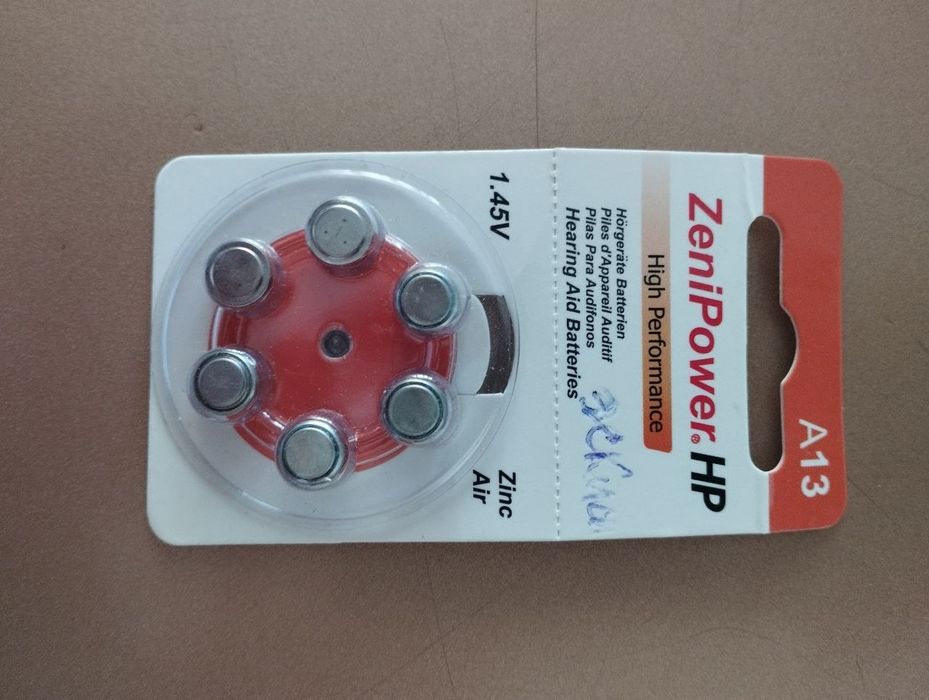 A13
ZeniPower® HP
High Performance
Hörgeräte Batterien
Piles d'Appareil Auditif
Pilas Para Audifonos
Hearing Aid Batteries
1.45V
Zinc
Air